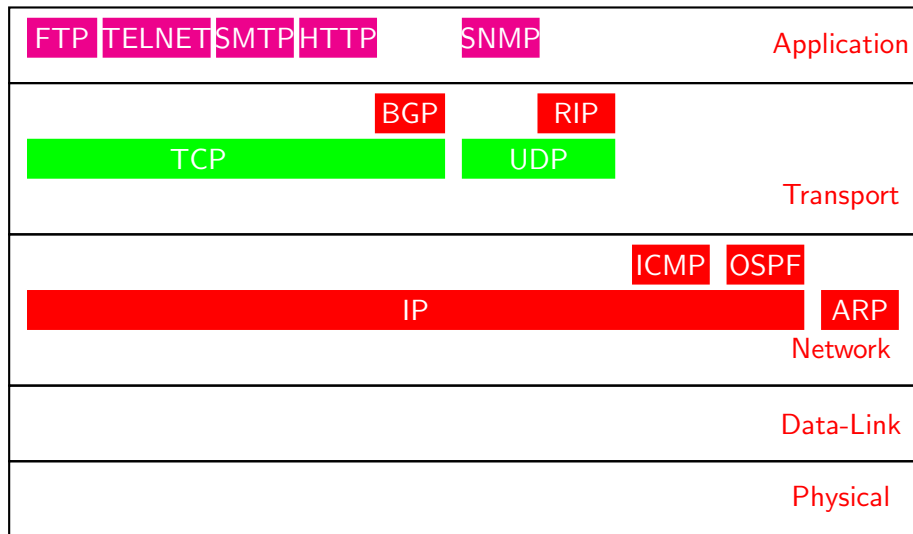 FTP TELNET SMTP HTTP SNMP Application
BGP RIP
TCP UDP
Transport
ICMP OSPF
IP ARP
Network
Data-Link
Physical